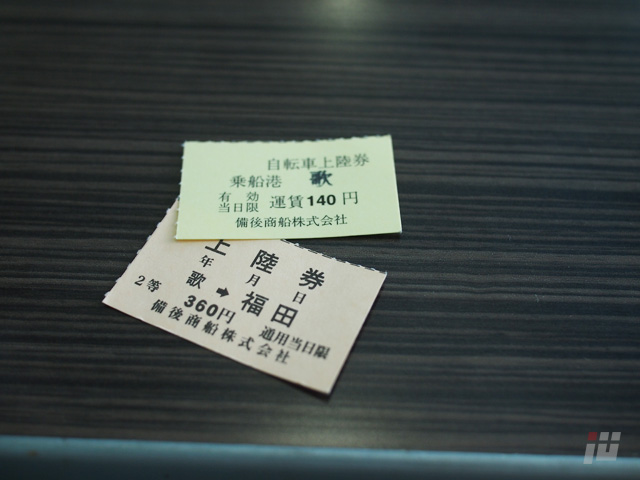 自転車上陸券
乗船港 歌
有効 当日限 運賃140円
備後商船株式会社
上陸券
年月日
歌➡福田
2等 360円 通用当日限
備後商船株式会社